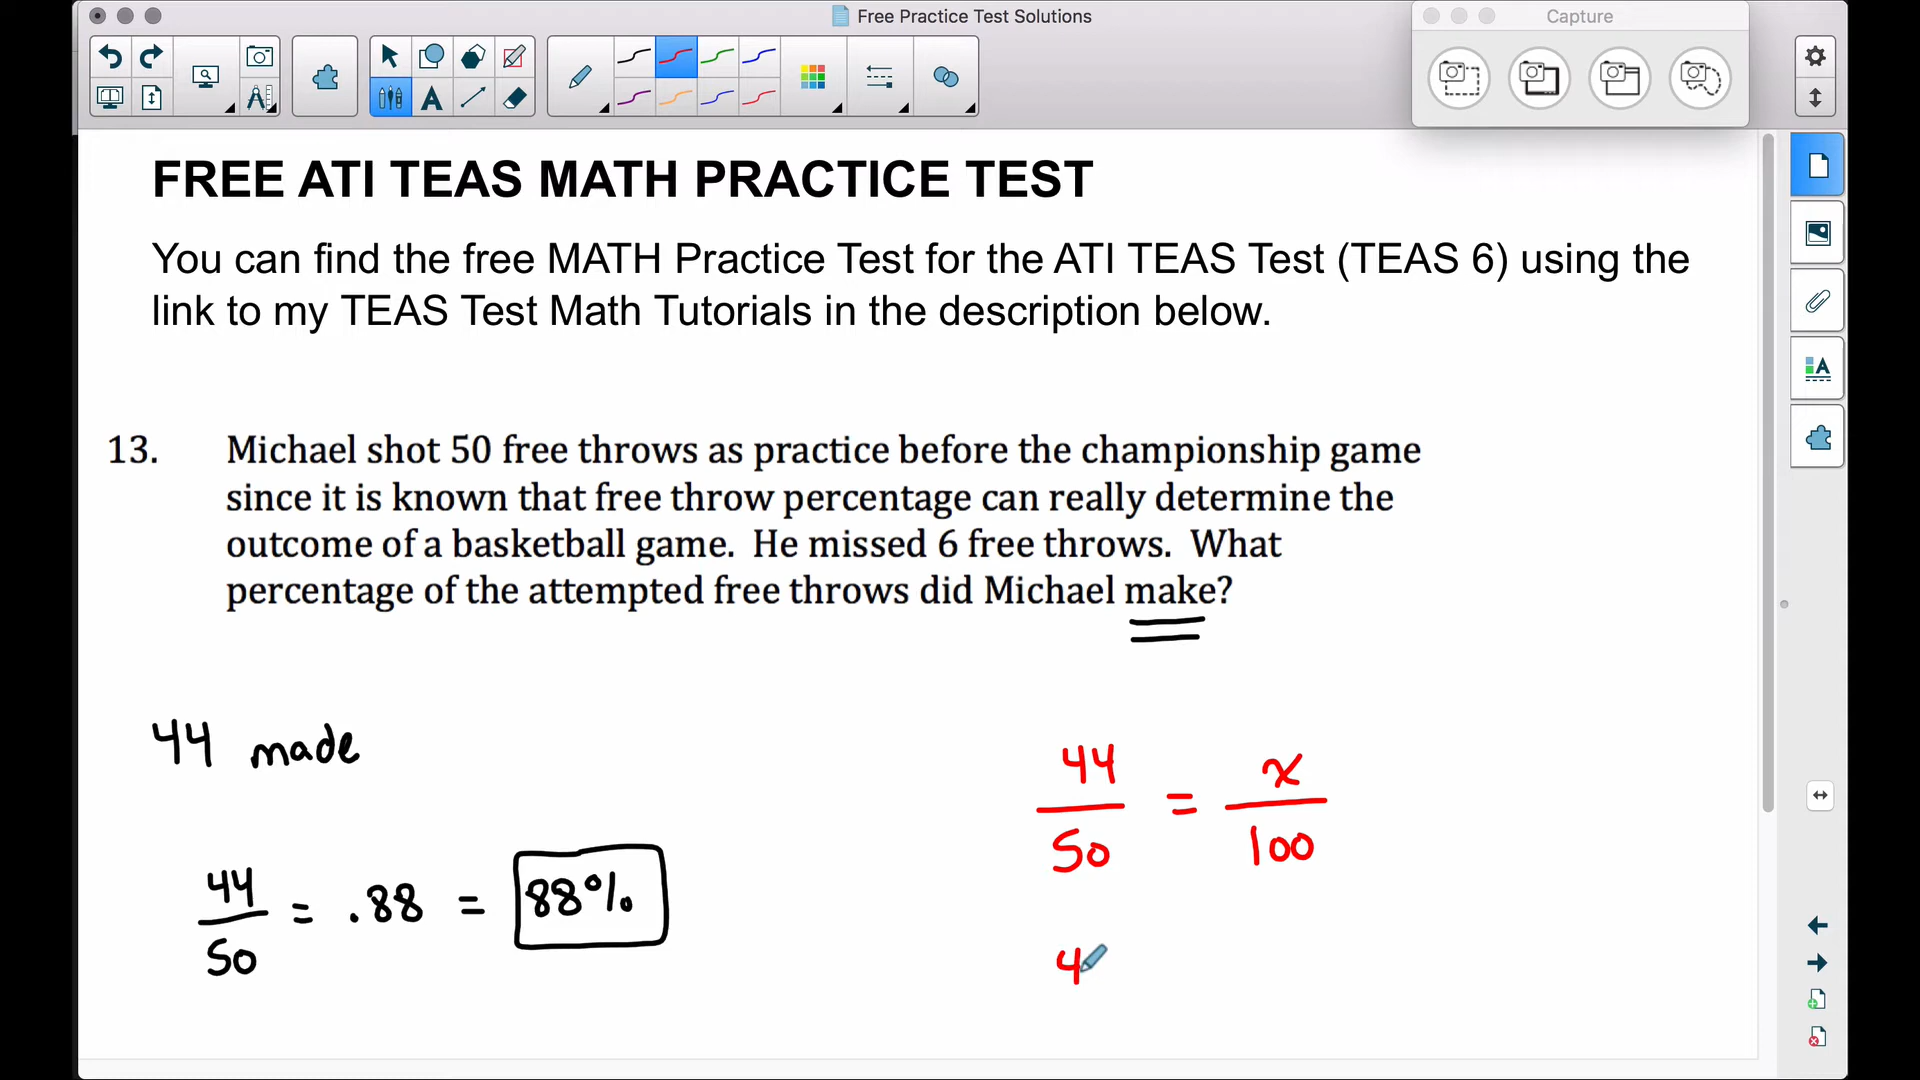 Free Practice Test Solutions
Capture
FREE ATI TEAS MATH PRACTICE TEST
You can find the free MATH Practice Test for the ATI TEAS Test (TEAS 6) using the
link to my TEAS Test Math Tutorials in the description below.
13. Michael shot 50 free throws as practice before the championship game
since it is known that free throw percentage can really determine the
outcome of a basketball game. He missed 6 free throws. What
percentage of the attempted free throws did Michael make?
44 made
44/50 = .88 = 88%
44/50 = x/100
4